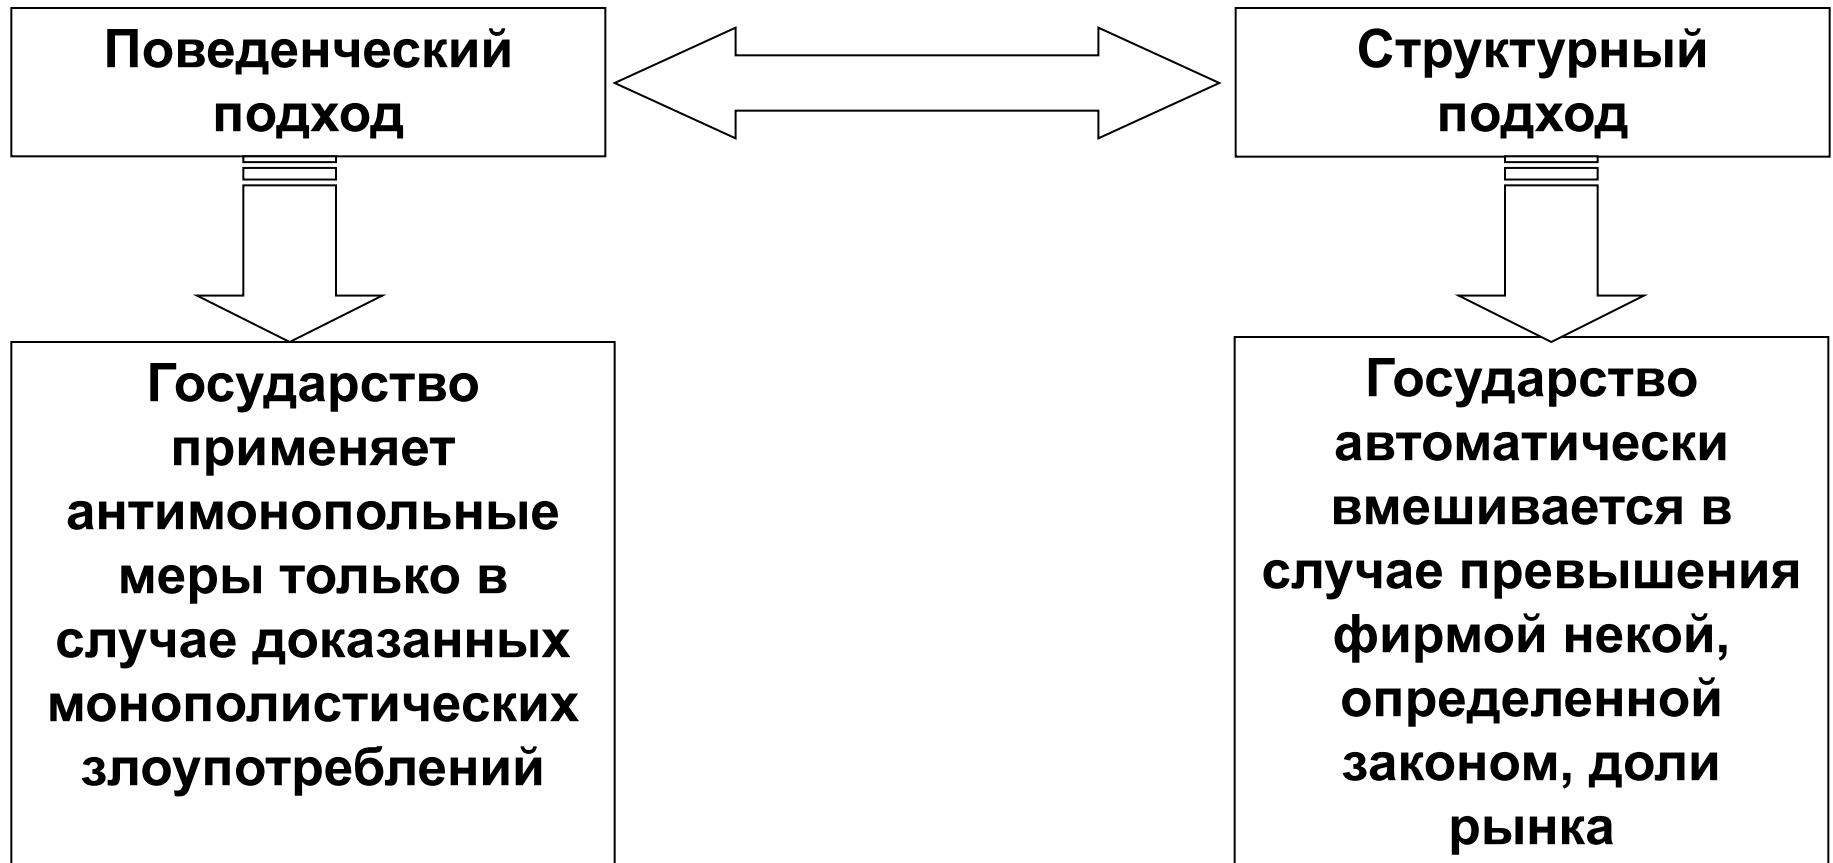 Поведенческий
подход
Структурный
подход
Государство
применяет
антимонопольные
меры только в
случае доказанных
монополистических
злоупотреблений
Государство
автоматически
вмешивается в
случае превышения
фирмой некой,
определенной
законом, доли
рынка